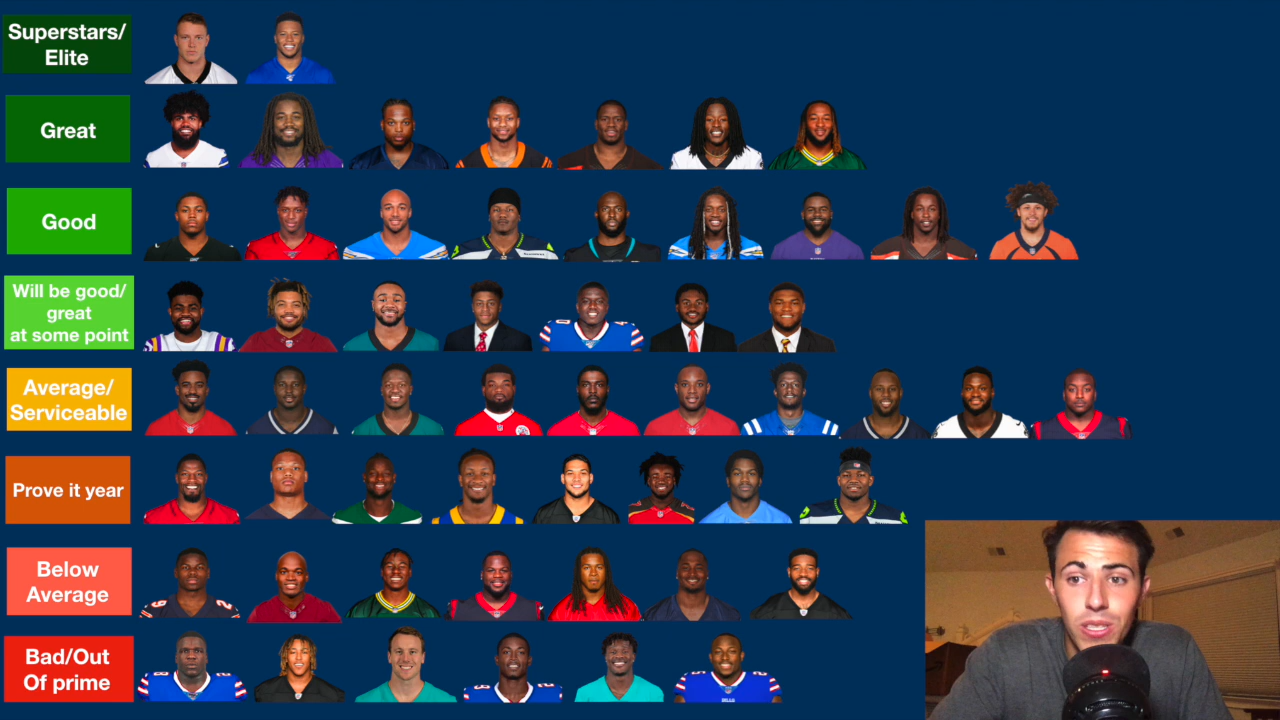 Superstars/
Elite
Great
Good
Will be good/
great
at some point
Average/
Serviceable
Prove it year
Below
Average
Bad/Out
Of prime